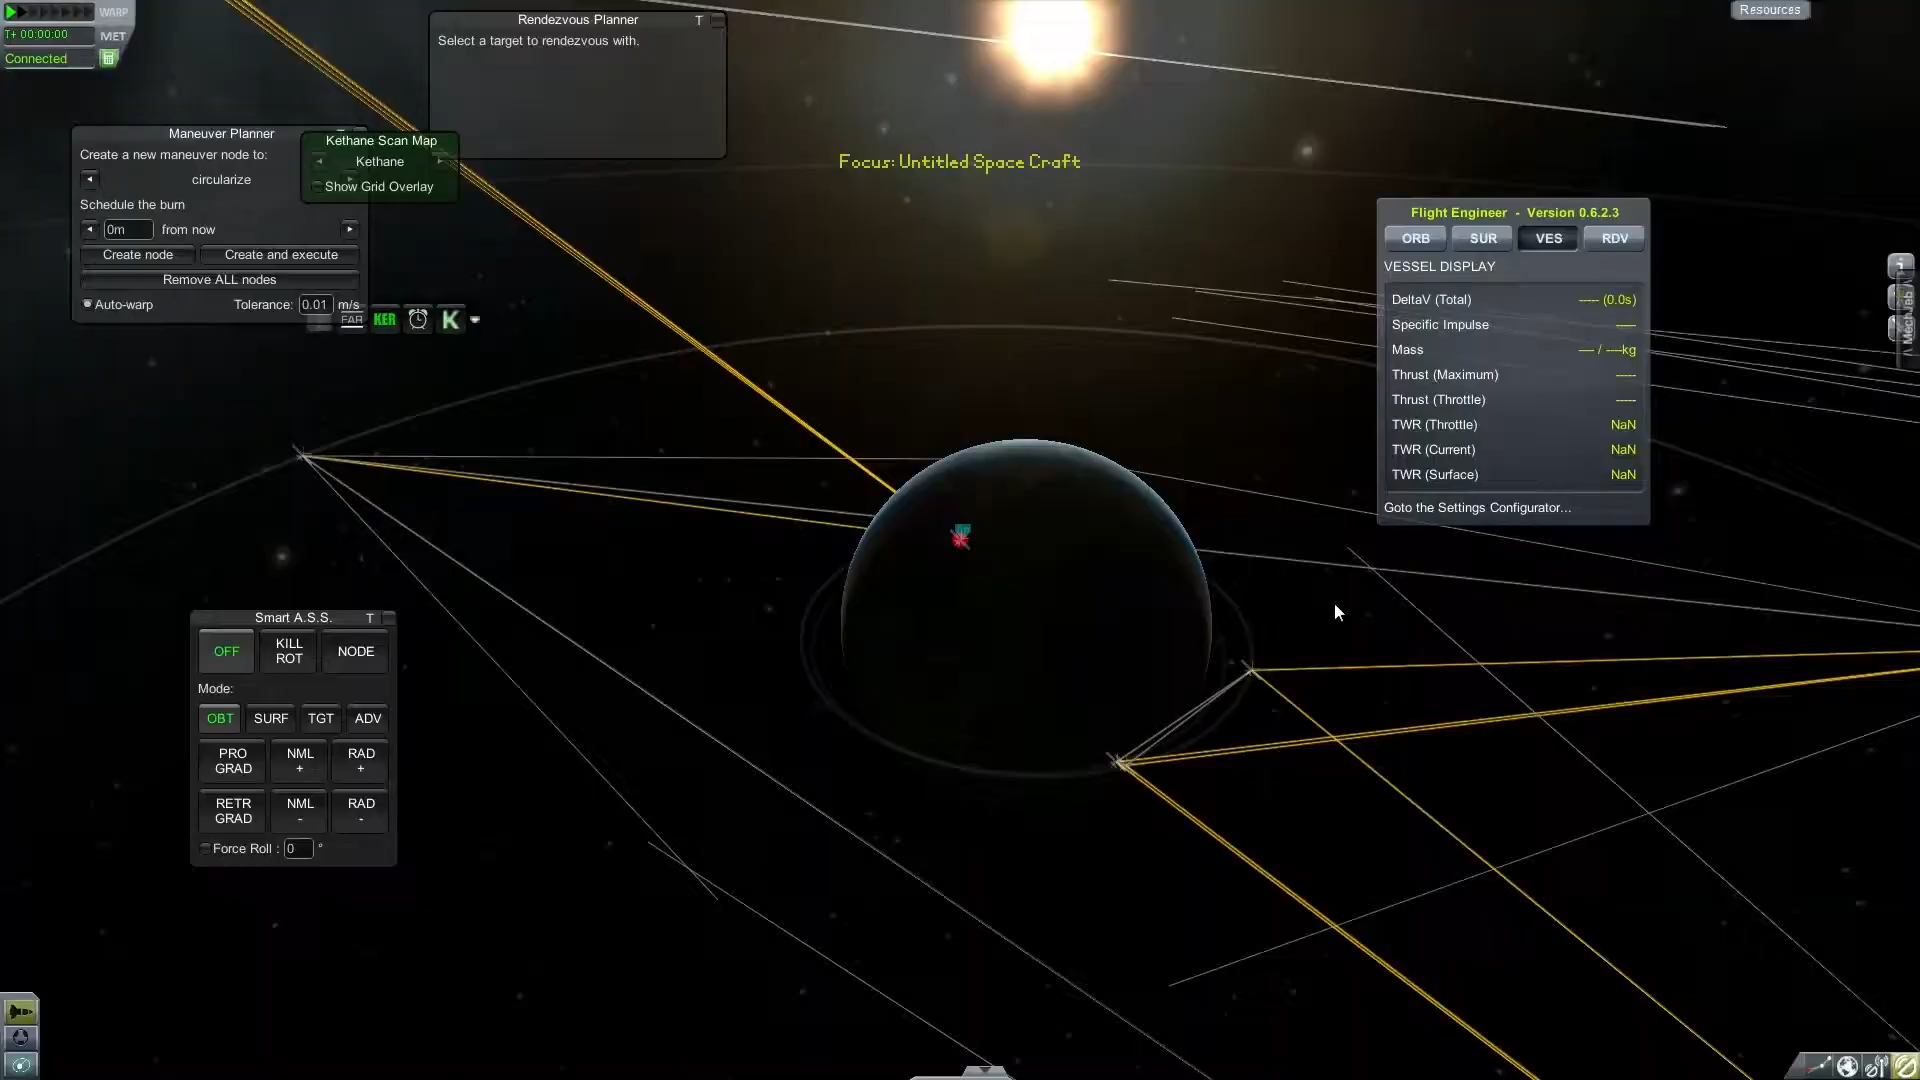 WARP
T+ 00:00:00
MET
Connected
Rendezvous Planner
T
Select a target to rendezvous with.
Resources
Maneuver Planner
Create a new maneuver node to:
circularize
Schedule the burn
0m
from now
Create node
Create and execute
Remove ALL nodes
Auto-warp
Tolerance:
0.01
m/s
Kethane Scan Map
Kethane
Show Grid Overlay
FAR
KER
K
Focus: Untitled Space Craft
Flight Engineer - Version 0.6.2.3
ORB
SUR
VES
RDV
VESSEL DISPLAY
DeltaV (Total)
----- (0.0s)
Specific Impulse
-----
Mass
---- / ----kg
Thrust (Maximum)
-----
Thrust (Throttle)
-----
TWR (Throttle)
NaN
TWR (Current)
NaN
TWR (Surface)
NaN
Goto the Settings Configurator...
MechJeb
Smart A.S.S.
T
OFF
KILL
ROT
NODE
Mode:
OBT
SURF
TGT
ADV
PRO
GRAD
NML
+
RAD
+
RETR
GRAD
NML
-
RAD
-
Force Roll :
0
°